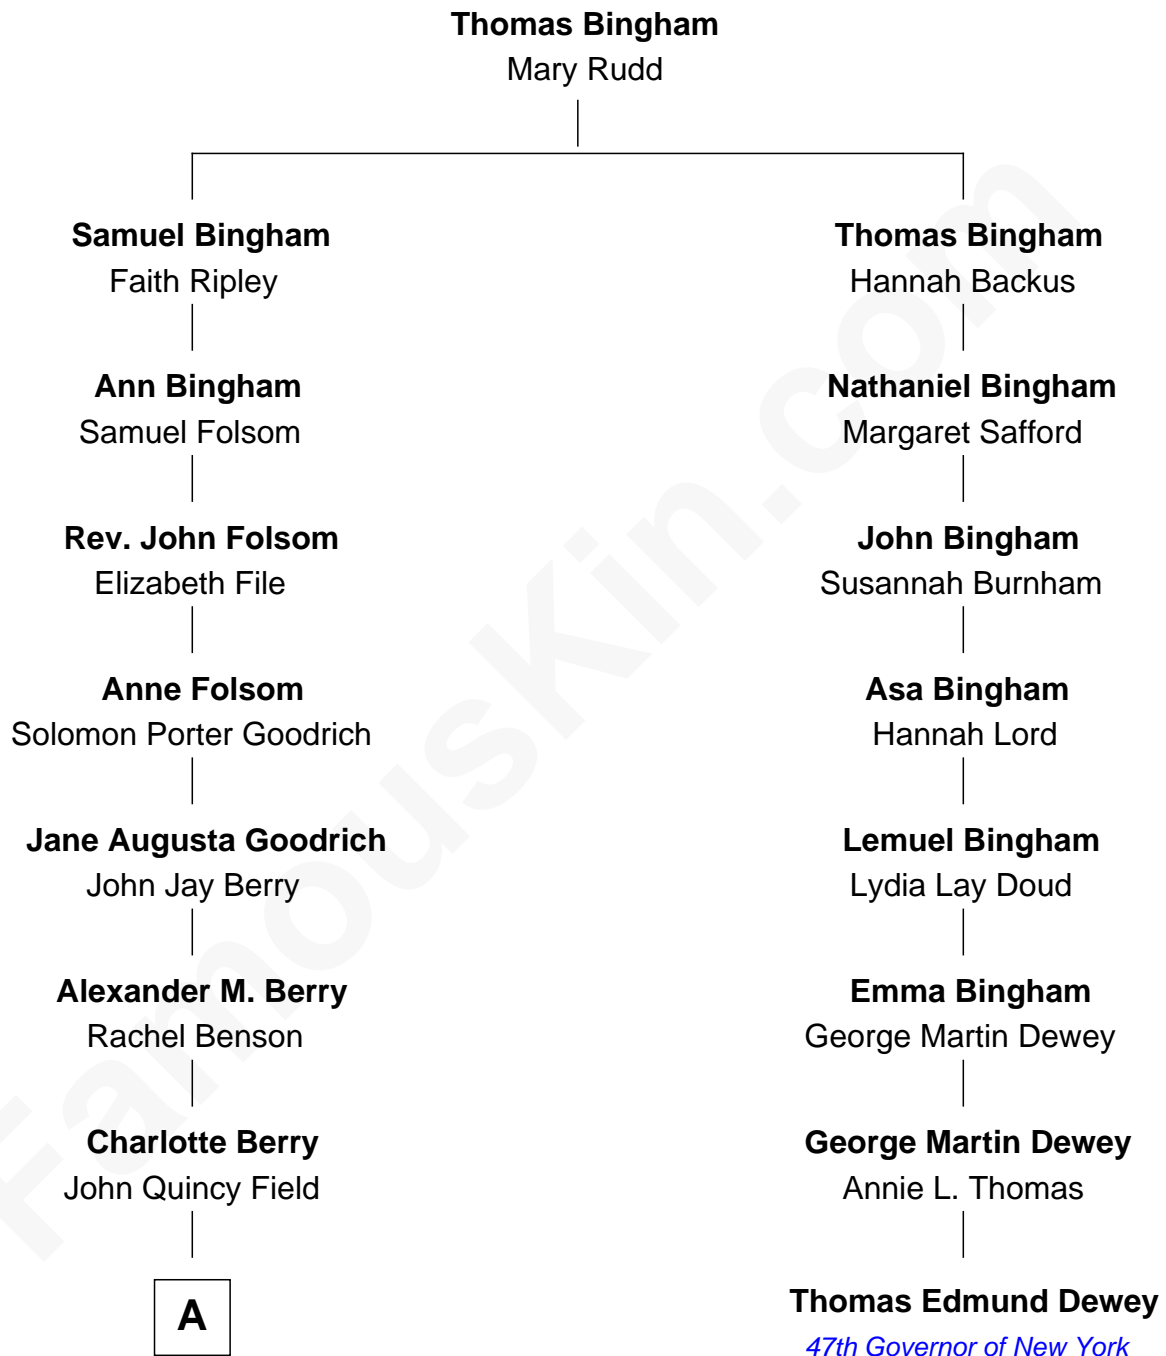 Thomas Bingham
Mary Rudd
Samuel Bingham
Faith Ripley
Thomas Bingham
Hannah Backus
Ann Bingham
Samuel Folsom
Nathaniel Bingham
Margaret Safford
Rev. John Folsom
Elizabeth File
John Bingham
Susannah Burnham
Anne Folsom
Solomon Porter Goodrich
Asa Bingham
Hannah Lord
Jane Augusta Goodrich
John Jay Berry
Lemuel Bingham
Lydia Lay Doud
Alexander M. Berry
Rachel Benson
Emma Bingham
George Martin Dewey
Charlotte Berry
John Quincy Field
George Martin Dewey
Annie L. Thomas
A
Thomas Edmund Dewey
47th Governor of New York
FamousKin.com